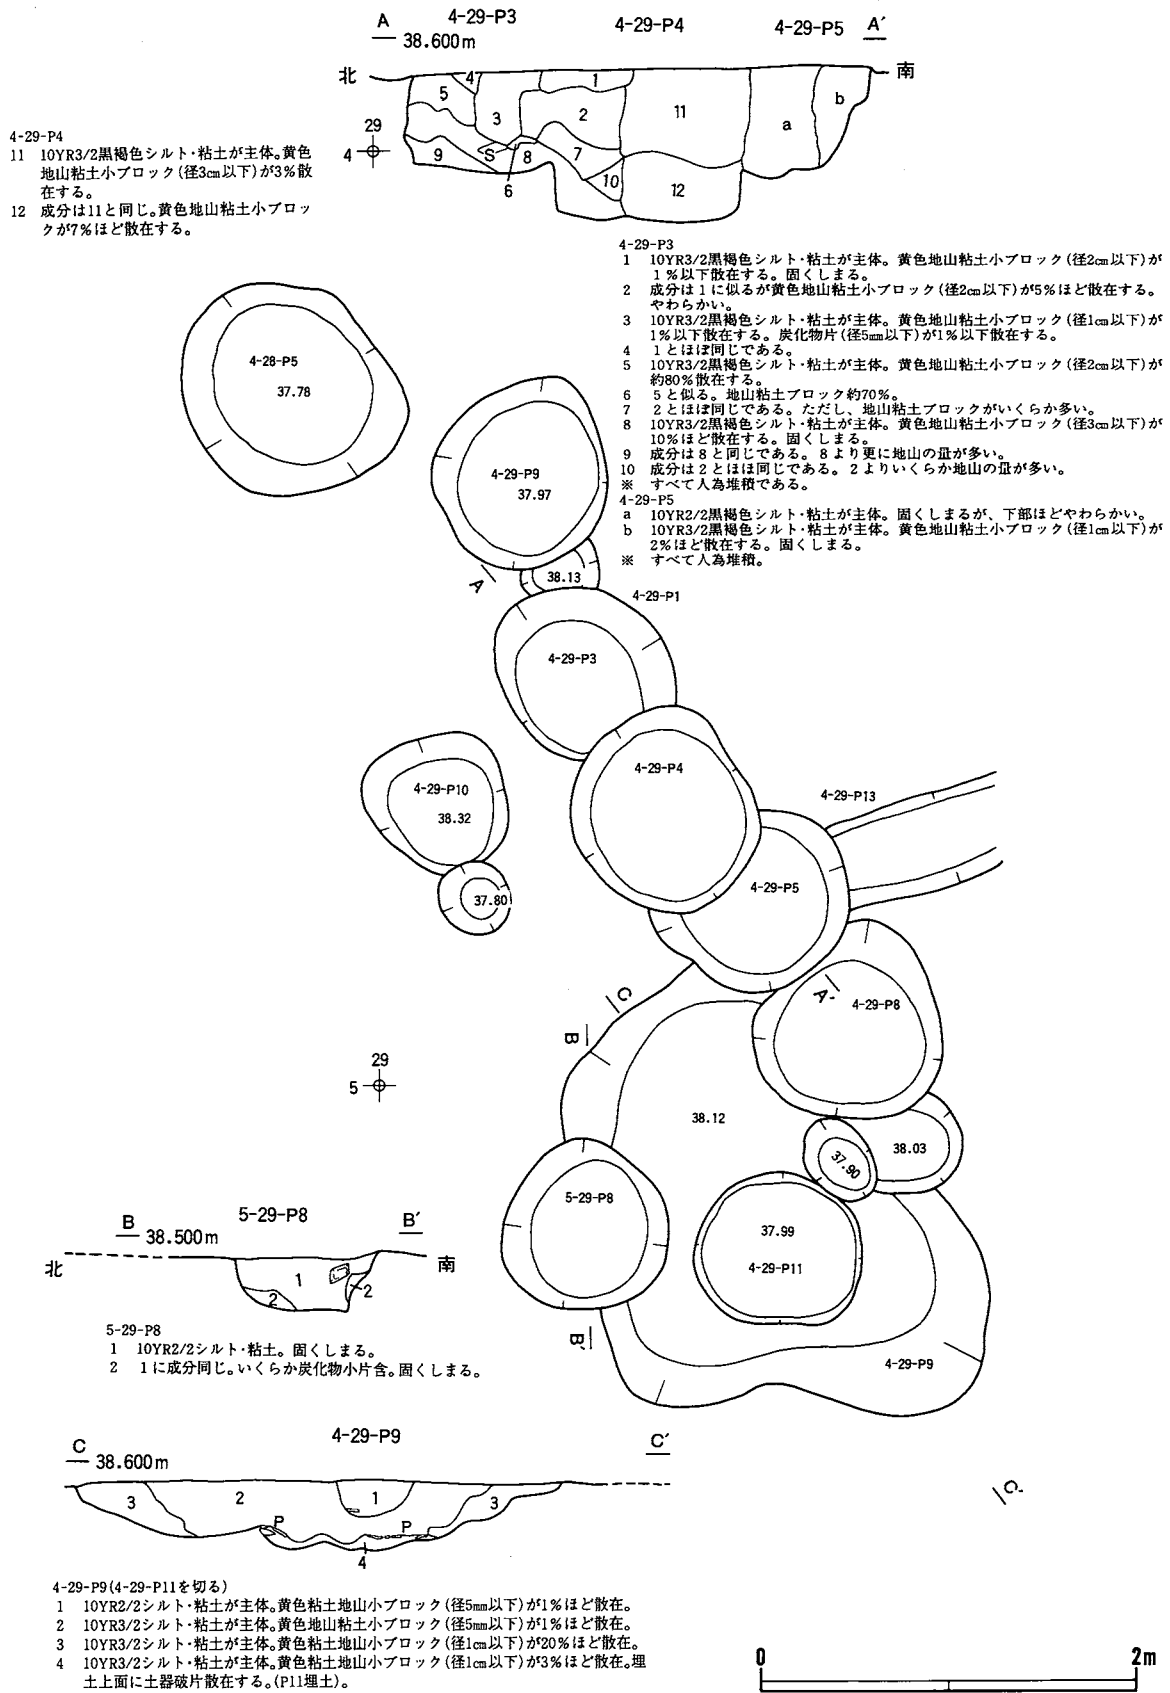 A
38.600m
4-29-P3
4-29-P4
4-29-P5
A′
北
南
4
1
5
3
2
11
a
b
9
S
8
7
6
10
12
29
4
4-29-P4
11 10YR3/2黒褐色シルト・粘土が主体。黄色
地山粘土小ブロック(径3㎝以下)が3%散
在する。
12 成分は11と同じ。黄色地山粘土小ブロッ
クが7%ほど散在する。
4-29-P3
1 10YR3/2黒褐色シルト・粘土が主体。黄色地山粘土小ブロック(径2㎝以下)が
1%以下散在する。固くしまる。
2 成分は1に似るが黄色地山粘土小ブロック(径2㎝以下)が5%ほど散在する。
やわらかい。
3 10YR3/2黒褐色シルト・粘土が主体。黄色地山粘土小ブロック(径1㎝以下)が
1%以下散在する。炭化物片(径5㎜以下)が1%以下散在する。
4 1とほぼ同じである。
5 10YR3/2黒褐色シルト・粘土が主体。黄色地山粘土小ブロック(径2㎝以下)が
約80%散在する。
6 5と似る。地山粘土ブロック約70%。
7 2とほぼ同じである。ただし、地山粘土ブロックがいくらか多い。
8 10YR3/2黒褐色シルト・粘土が主体。黄色地山粘土小ブロック(径3㎝以下)が
10%ほど散在する。固くしまる。
9 成分は8と同じである。8より更に地山の量が多い。
10 成分は2とほぼ同じである。2よりいくらか地山の量が多い。
※ すべて人為堆積である。
4-29-P5
a 10YR2/2黒褐色シルト・粘土が主体。固くしまるが、下部ほどやわらかい。
b 10YR3/2黒褐色シルト・粘土が主体。黄色地山粘土小ブロック(径1㎝以下)が
2%ほど散在する。固くしまる。
※ すべて人為堆積。
4-28-P5
37.78
4-29-P9
37.97
A
38.13
4-29-P1
4-29-P3
4-29-P4
4-29-P10
38.32
37.80
4-29-P13
4-29-P5
A′
4-29-P8
C
B
29
5
38.12
37.90
38.03
5-29-P8
37.99
4-29-P11
B′
4-29-P9
C′
B
38.500m
5-29-P8
B′
北
南
1
2
2
5-29-P8
1 10YR2/2シルト・粘土。固くしまる。
2 1に成分同じ。いくらか炭化物小片含。固くしまる。
C
38.600m
4-29-P9
C′
3
2
1
3
P
P
4
4-29-P9(4-29-P11を切る)
1 10YR2/2シルト・粘土が主体。黄色粘土地山小ブロック(径5㎜以下)が1%ほど散在。
2 10YR3/2シルト・粘土が主体。黄色地山粘土小ブロック(径5㎜以下)が1%ほど散在。
3 10YR3/2シルト・粘土が主体。黄色粘土地山小ブロック(径1㎝以下)が20%ほど散在。
4 10YR3/2シルト・粘土が主体。黄色粘土地山小ブロック(径1㎝以下)が3%ほど散在。埋
土上面に土器破片散在する。(P11埋土)。
0
2m